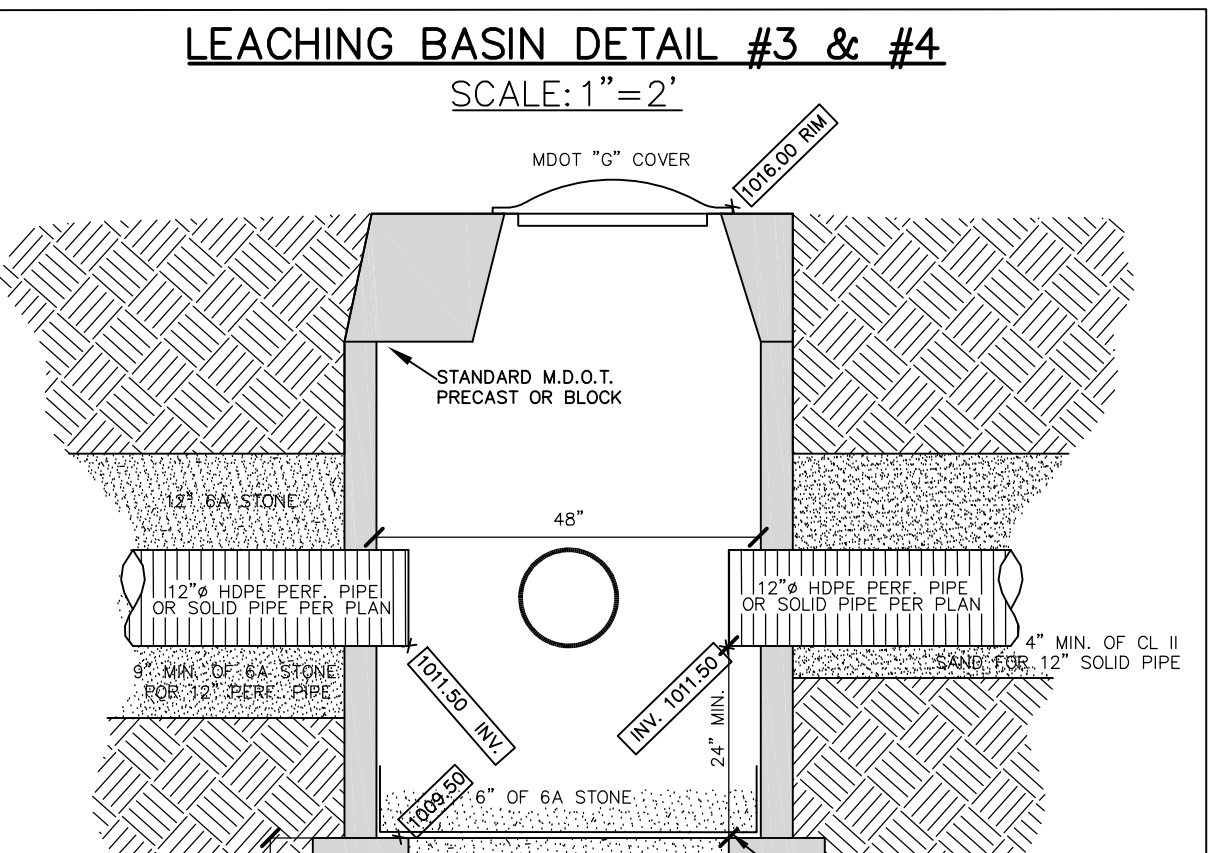 LEACHING BASIN DETAIL #3 & #4
SCALE: 1"=2'
MDOT "G" COVER
1016.00 RIM
STANDARD M.D.O.T.
PRECAST OR BLOCK
12" 6A STONE
48"
12"ø HDPE PERF. PIPE
OR SOLID PIPE PER PLAN
12"ø HDPE PERF. PIPE
OR SOLID PIPE PER PLAN
9" MIN. OF 6A STONE
FOR 12" PERF. PIPE
4" MIN. OF CL II
SAND FOR 12" SOLID PIPE
1011.50 INV.
INV. 1011.50
24" MIN.
1009.50
6" OF 6A STONE